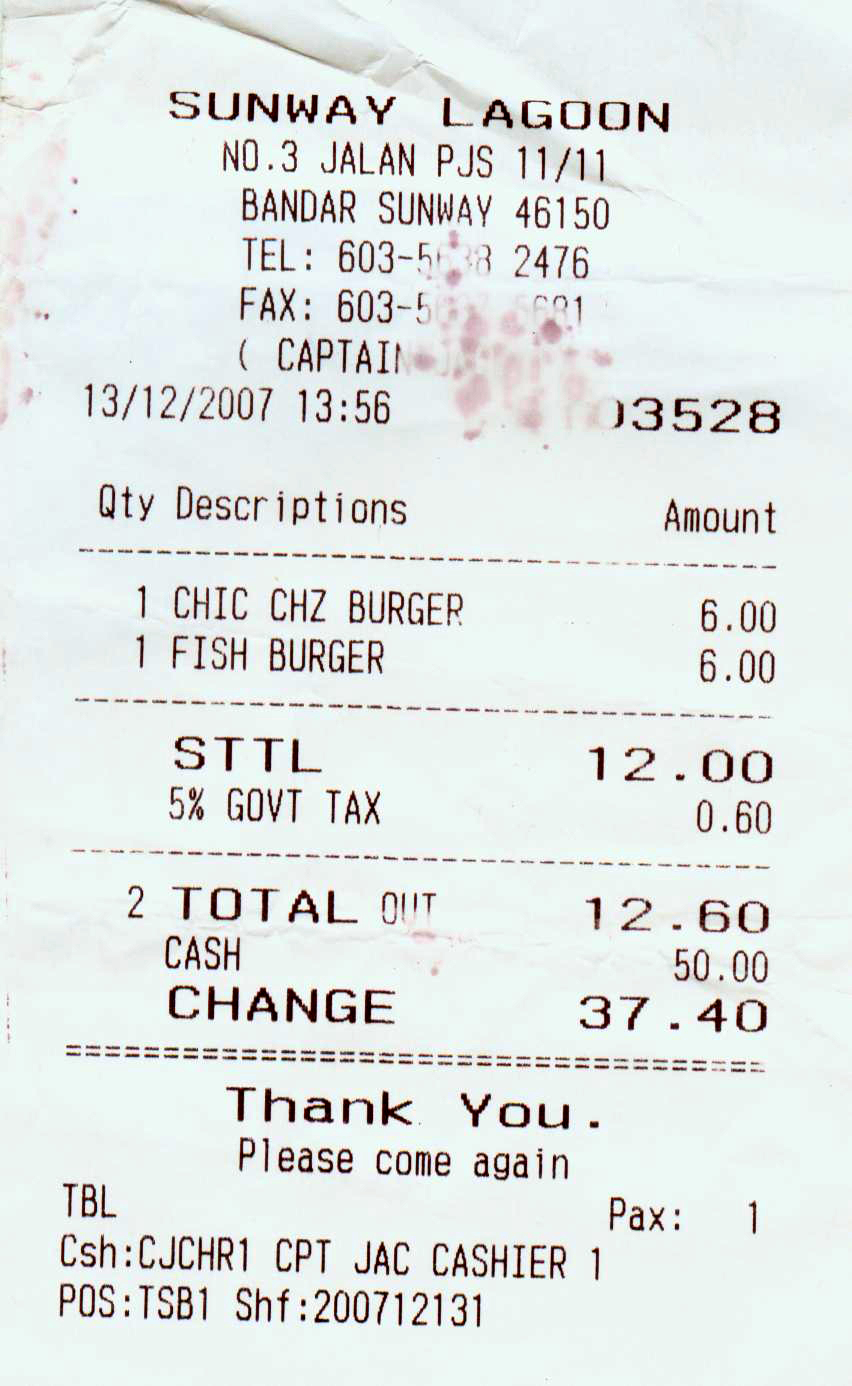 SUNWAY LAGOON
NO.3 JALAN PJS 11/11
BANDAR SUNWAY 46150
TEL: 603- 2476
FAX: 603-
( CAPTAIN
13/12/2007 13:56 03528
Qty Descriptions Amount
1 CHIC CHZ BURGER 6.00
1 FISH BURGER 6.00
STTL 12.00
5% GOVT TAX 0.60
2 TOTAL OUT 12.60
CASH 50.00
CHANGE 37.40
Thank You.
Please come again
TBL Pax: 1
Csh:CJCHR1 CPT JAC CASHIER 1
POS:TSB1 Shf:200712131